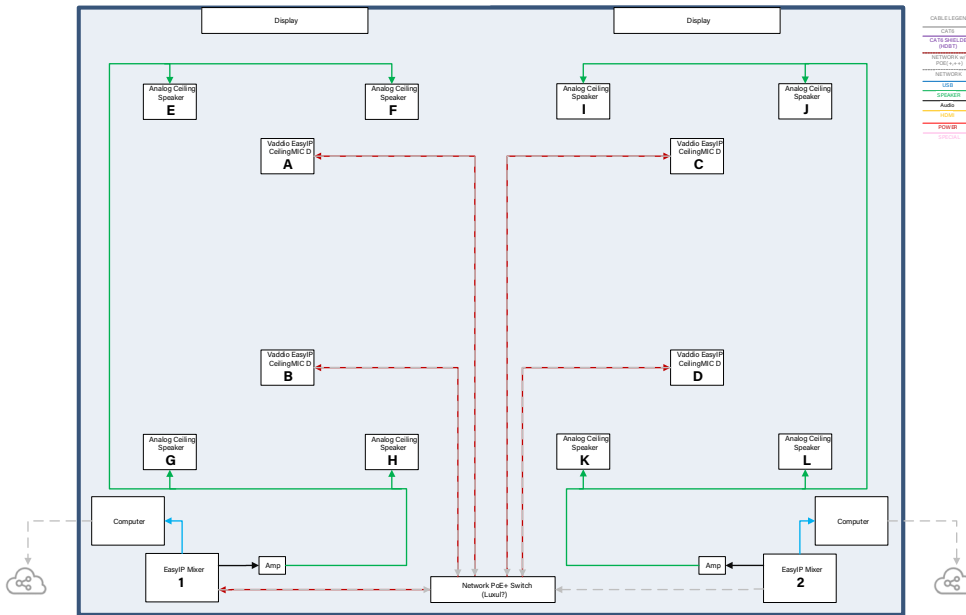 Display
Display
CABLE LEGEN
CAT6
CAT6 SHIELDE
(HDBT)
NETWORK w/
POE(+,++)
NETWORK
USB
SPEAKER
Audio
HDMI
POWER
SPECIAL
Analog Ceiling
Speaker
E
Analog Ceiling
Speaker
F
Analog Ceiling
Speaker
I
Analog Ceiling
Speaker
J
Vaddio EasyIP
CeilingMIC D
A
Vaddio EasyIP
CeilingMIC D
C
Vaddio EasyIP
CeilingMIC D
B
Vaddio EasyIP
CeilingMIC D
D
Analog Ceiling
Speaker
G
Analog Ceiling
Speaker
H
Analog Ceiling
Speaker
K
Analog Ceiling
Speaker
L
Computer
Computer
EasyIP Mixer
1
Amp
Network PoE+ Switch
(Luxul?)
Amp
EasyIP Mixer
2